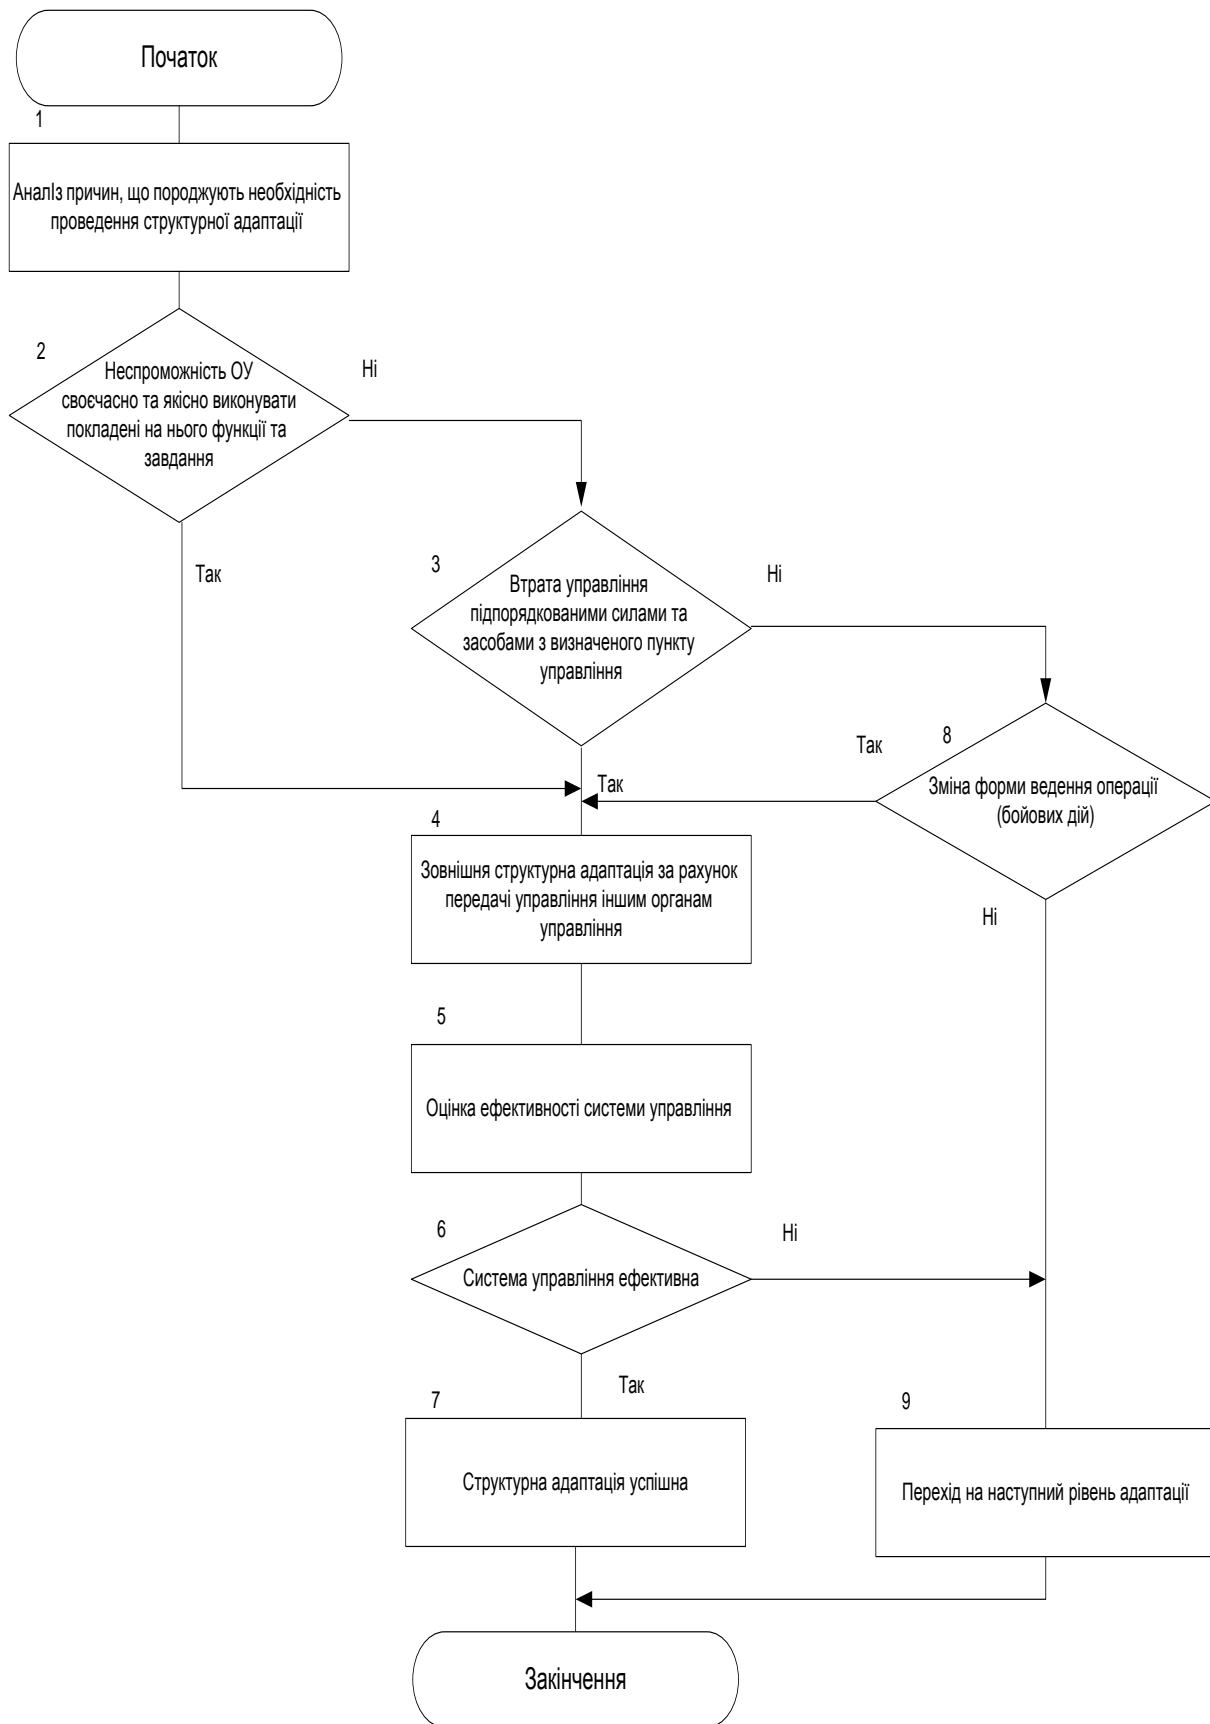 Початок
1
АналІз причин, що породжують необхідність
проведення структурної адаптації
2
Неспроможність ОУ
своєчасно та якісно виконувати
покладені на нього функції та
завдання
Ні
Так
3
Втрата управління
підпорядкованими силами та
засобами з визначеного пункту
управління
Ні
Так
8
Зміна форми ведення операції
(бойових дій)
Так
Ні
4
Зовнішня структурна адаптація за рахунок
передачі управління іншим органам
управління
5
Оцінка ефективності системи управління
6
Система управління ефективна
Ні
Так
7
Структурна адаптація успішна
9
Перехід на наступний рівень адаптації
Закінчення